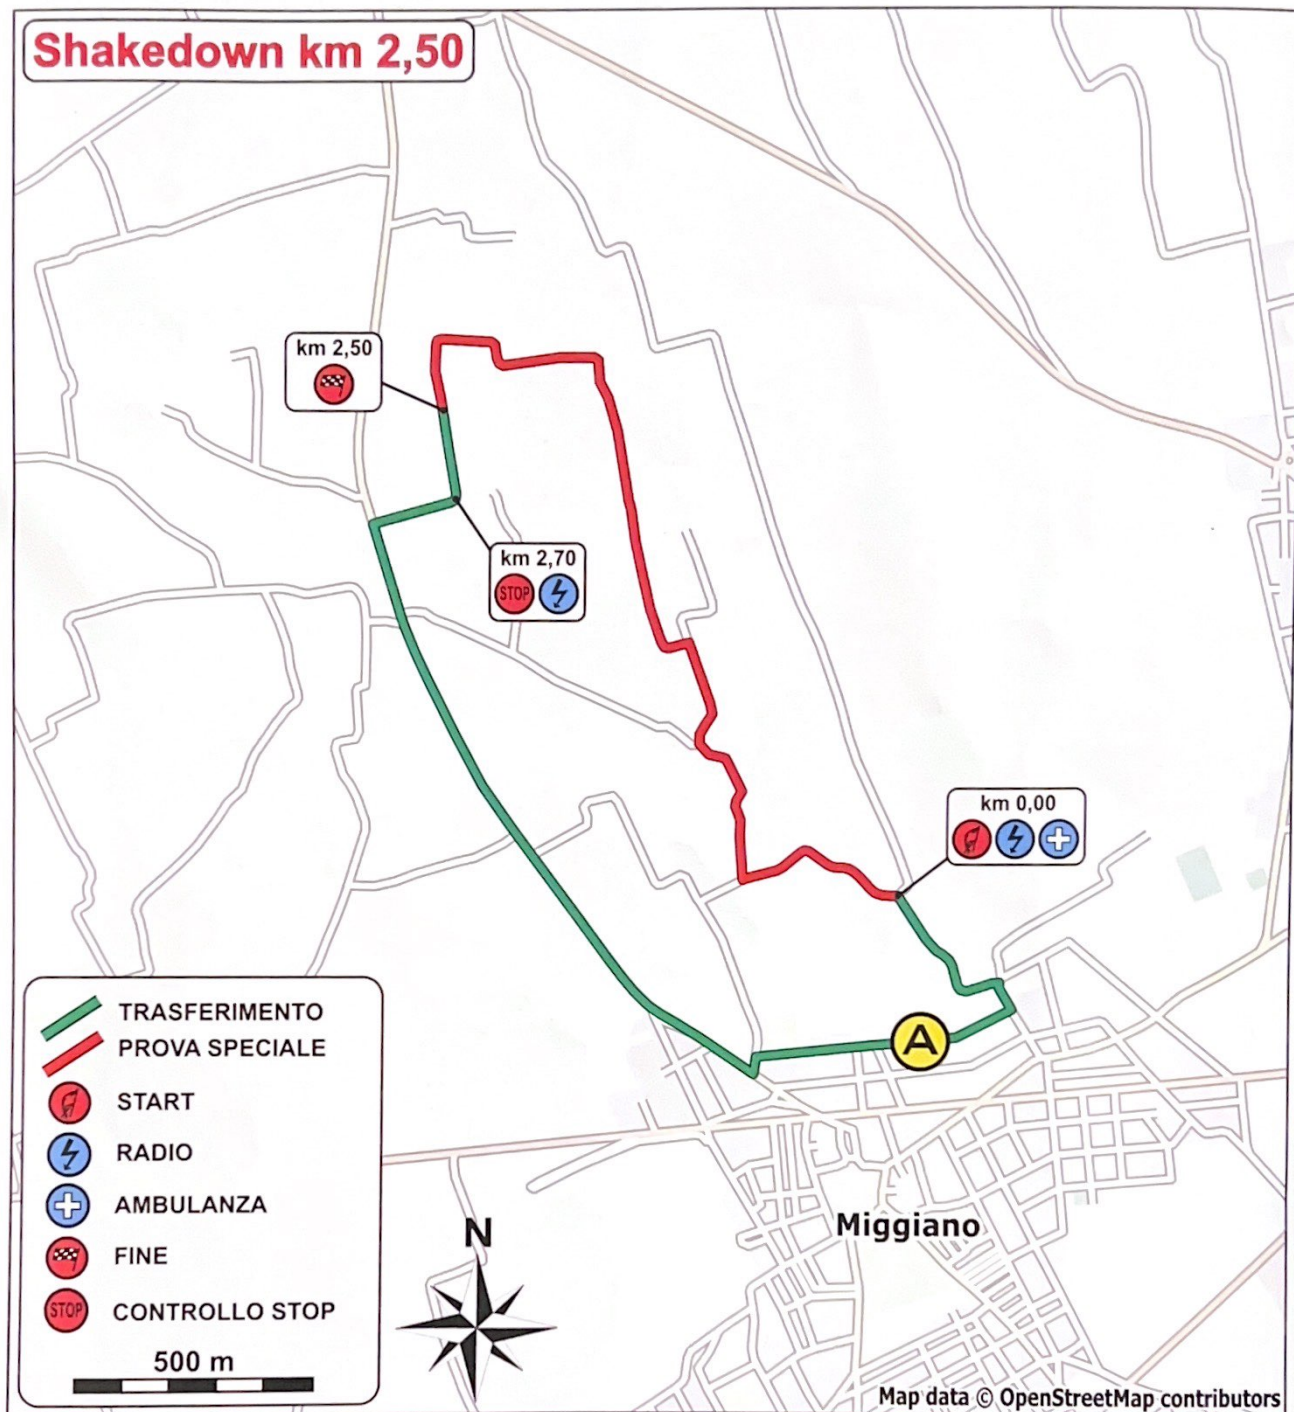 Shakedown km 2,50
km 2,50
km 2,70
STOP
km 0,00
A
TRASFERIMENTO
PROVA SPECIALE
START
RADIO
AMBULANZA
FINE
STOP CONTROLLO STOP
500 m
N
Miggiano
Map data © OpenStreetMap contributors